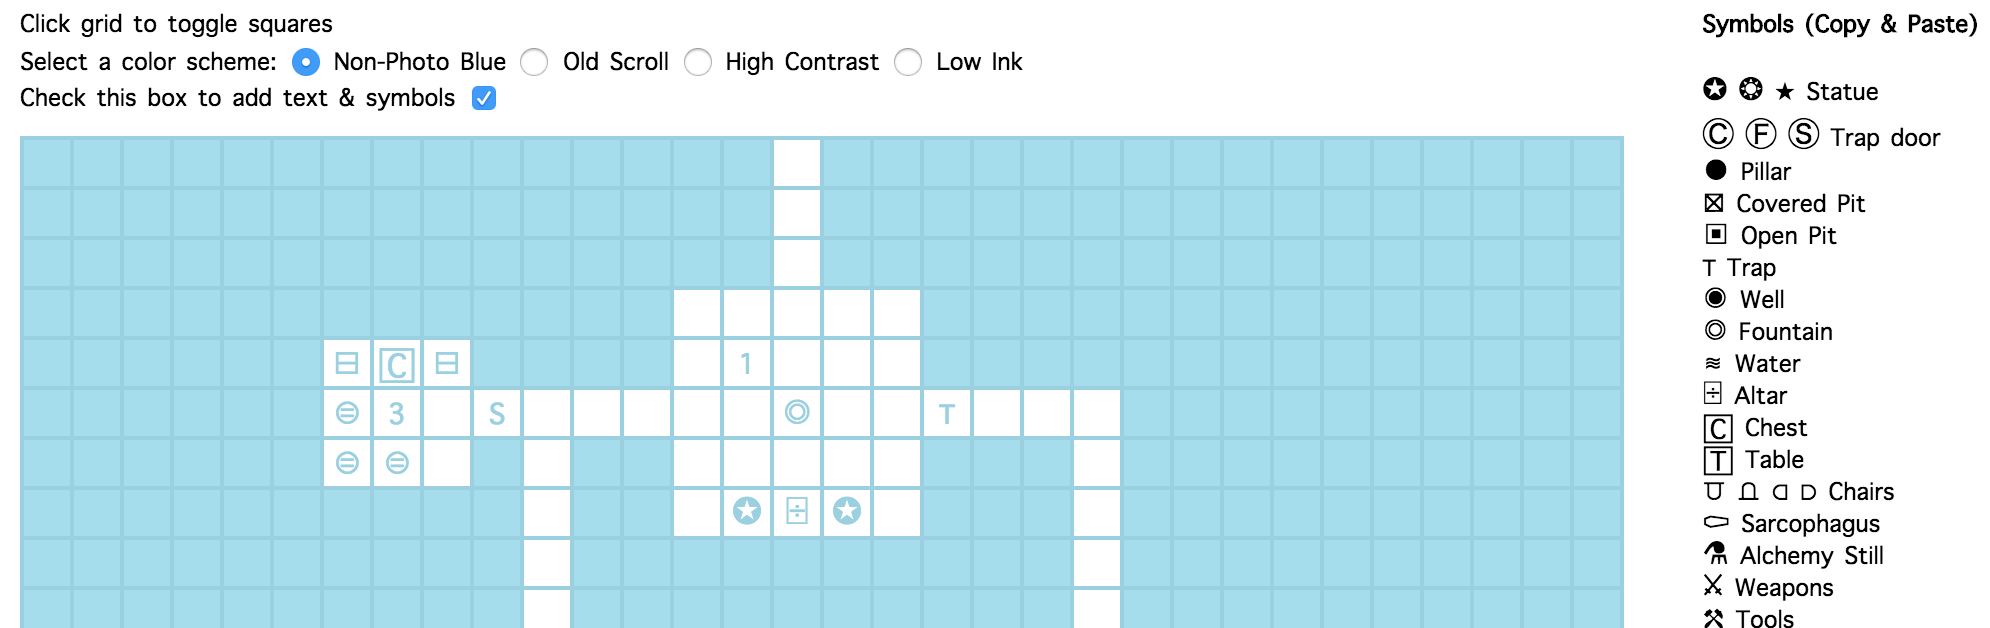 Click grid to toggle squares
Select a color scheme: Non-Photo Blue Old Scroll High Contrast Low Ink
Check this box to add text & symbols
1
C
3 S T
Symbols (Copy & Paste)
✪ ❂ ★ Statue
Ⓒ Ⓕ Ⓢ Trap door
● Pillar
⊠ Covered Pit
▣ Open Pit
T Trap
◉ Well
◎ Fountain
≋ Water
⌹ Altar
C Chest
T Table
Chairs
Sarcophagus
Alchemy Still
⚔ Weapons
⚒ Tools